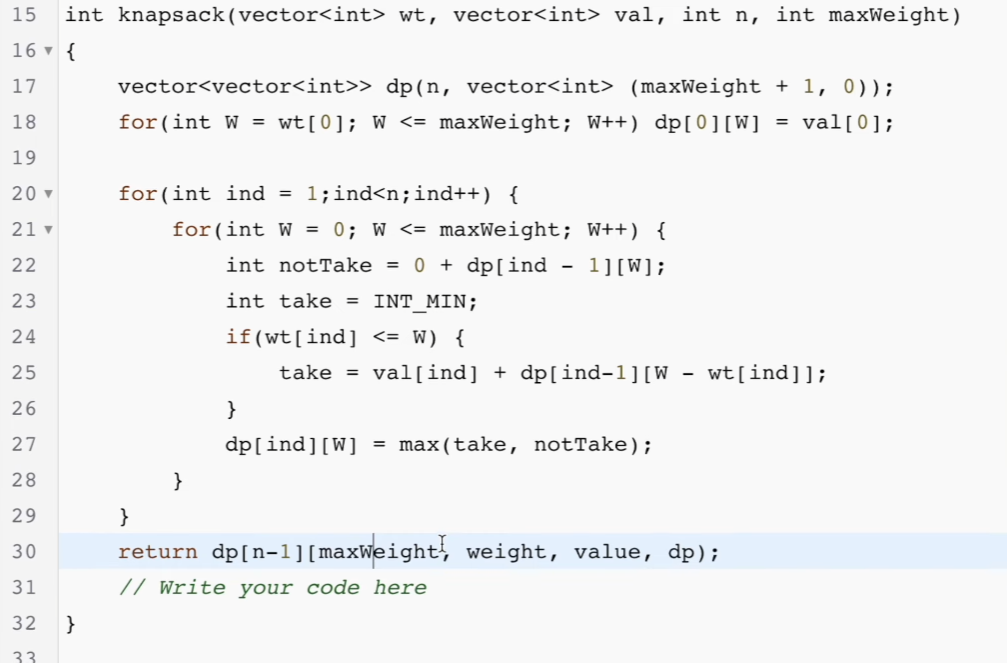 15 int knapsack(vector<int> wt, vector<int> val, int n, int maxWeight)
16 {
17     vector<vector<int>> dp(n, vector<int> (maxWeight + 1, 0));
18     for(int W = wt[0]; W <= maxWeight; W++) dp[0][W] = val[0];
19
20     for(int ind = 1;ind<n;ind++) {
21         for(int W = 0; W <= maxWeight; W++) {
22             int notTake = 0 + dp[ind - 1][W];
23             int take = INT_MIN;
24             if(wt[ind] <= W) {
25                 take = val[ind] + dp[ind-1][W - wt[ind]];
26             }
27             dp[ind][W] = max(take, notTake);
28         }
29     }
30     return dp[n-1][maxWeight, weight, value, dp);
31     // Write your code here
32 }
33